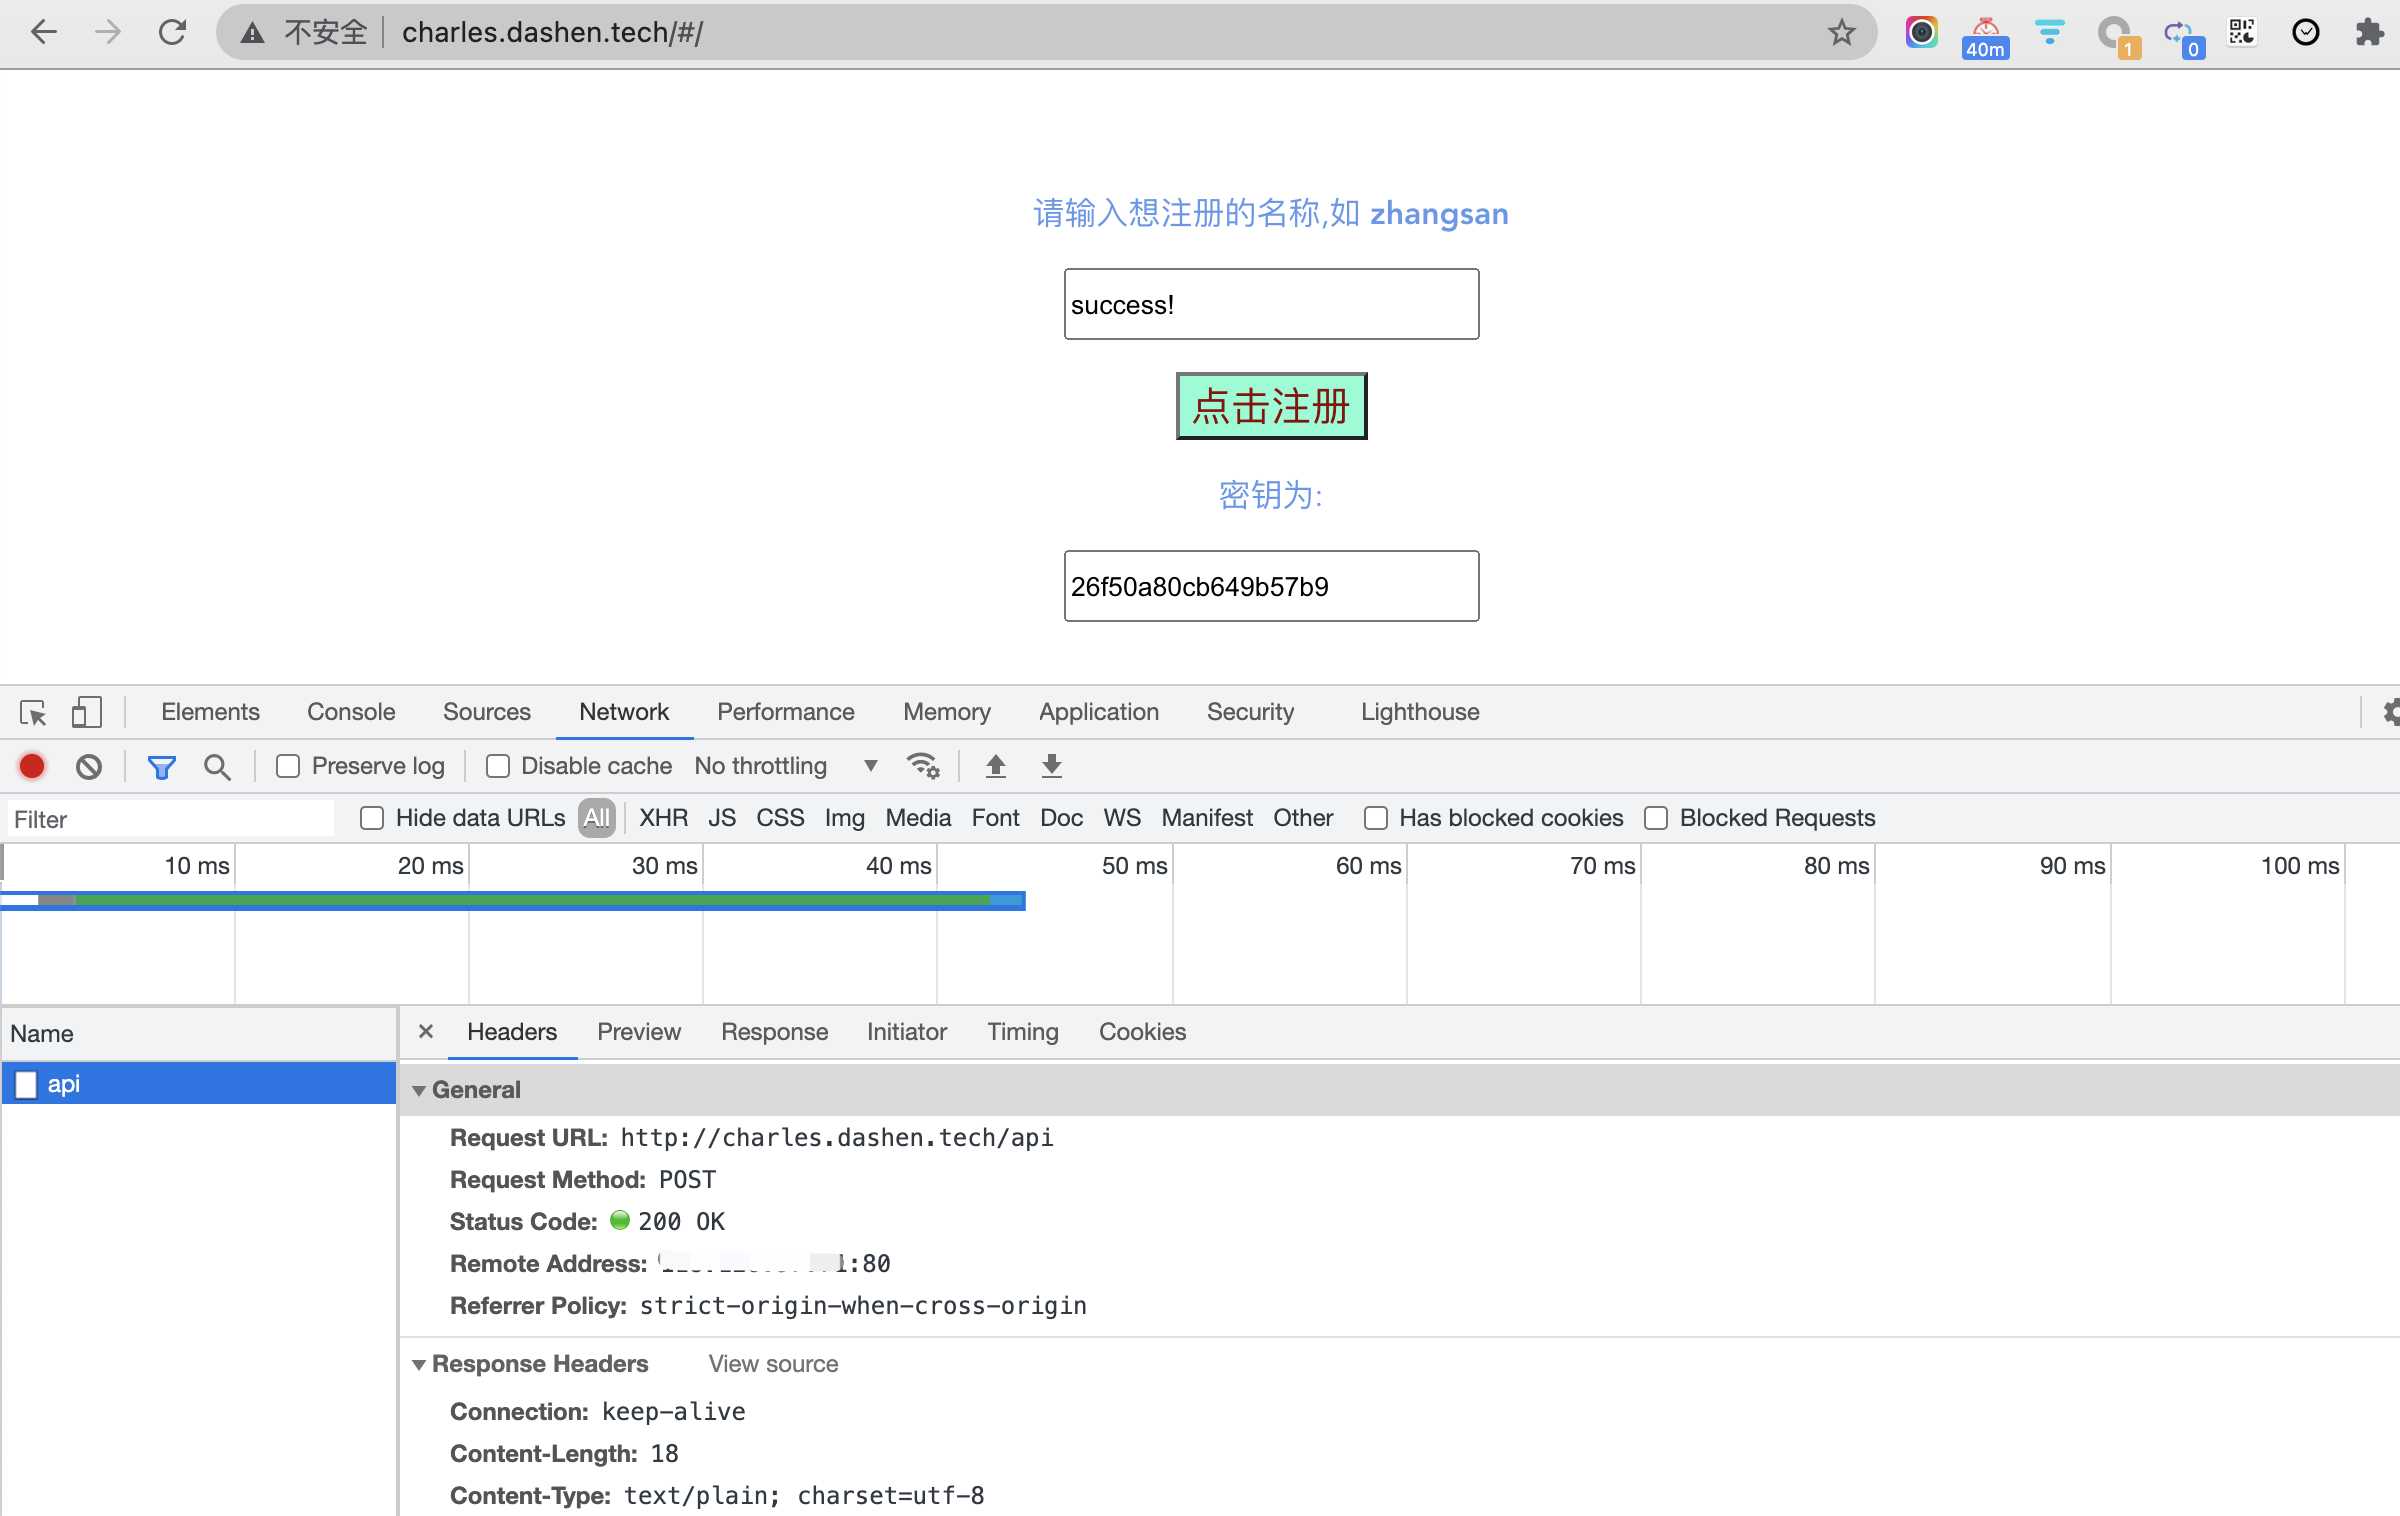 不安全 charles.dashen.tech/#/
40m 1 0
请输入想注册的名称,如 zhangsan
success!
点击注册
密钥为:
26f50a80cb649b57b9
Elements Console Sources Network Performance Memory Application Security Lighthouse
Preserve log Disable cache No throttling
Filter Hide data URLs All XHR JS CSS Img Media Font Doc WS Manifest Other Has blocked cookies Blocked Requests
10 ms 20 ms 30 ms 40 ms 50 ms 60 ms 70 ms 80 ms 90 ms 100 ms
Name × Headers Preview Response Initiator Timing Cookies
api
General
Request URL: http://charles.dashen.tech/api
Request Method: POST
Status Code: 200 OK
Remote Address: :80
Referrer Policy: strict-origin-when-cross-origin
Response Headers View source
Connection: keep-alive
Content-Length: 18
Content-Type: text/plain; charset=utf-8